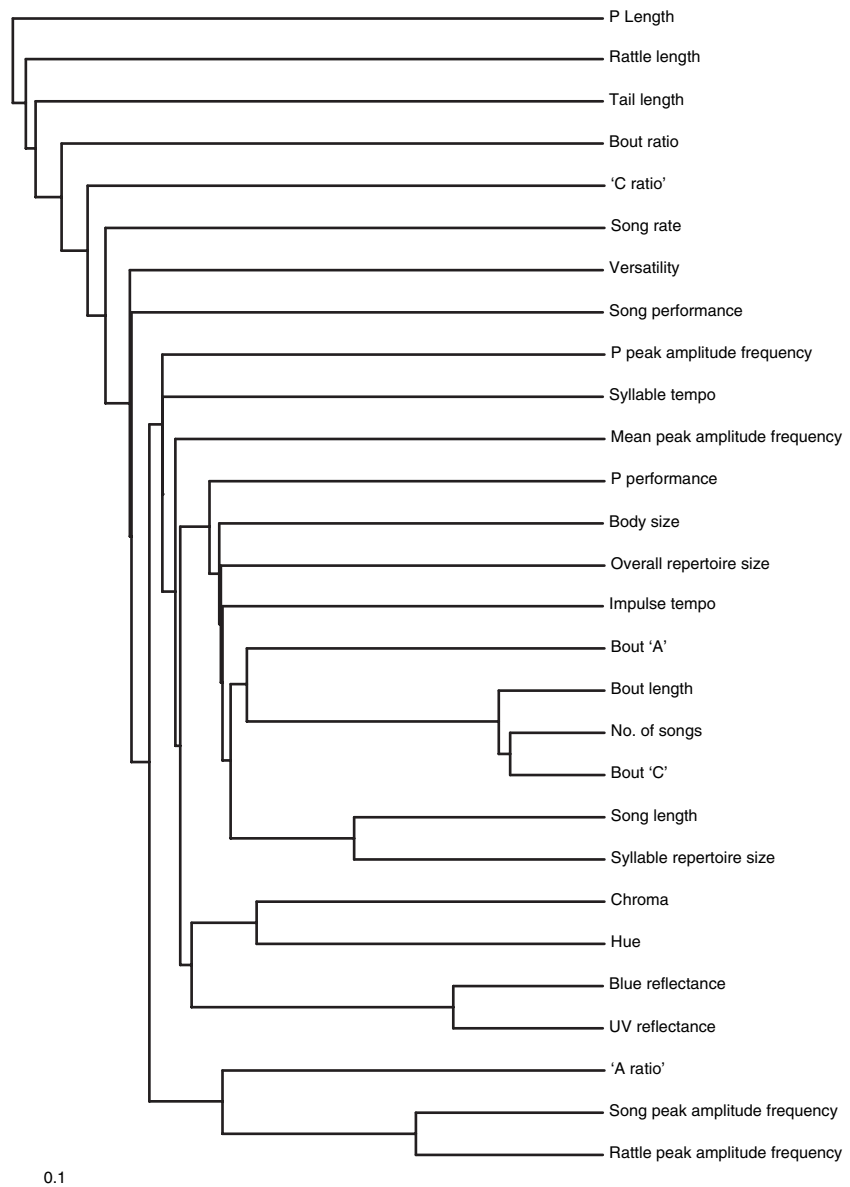 P Length
Rattle length
Tail length
Bout ratio
‘C ratio’
Song rate
Versatility
Song performance
P peak amplitude frequency
Syllable tempo
Mean peak amplitude frequency
P performance
Body size
Overall repertoire size
Impulse tempo
Bout ‘A’
Bout length
No. of songs
Bout ‘C’
Song length
Syllable repertoire size
Chroma
Hue
Blue reflectance
UV reflectance
‘A ratio’
Song peak amplitude frequency
Rattle peak amplitude frequency
0.1